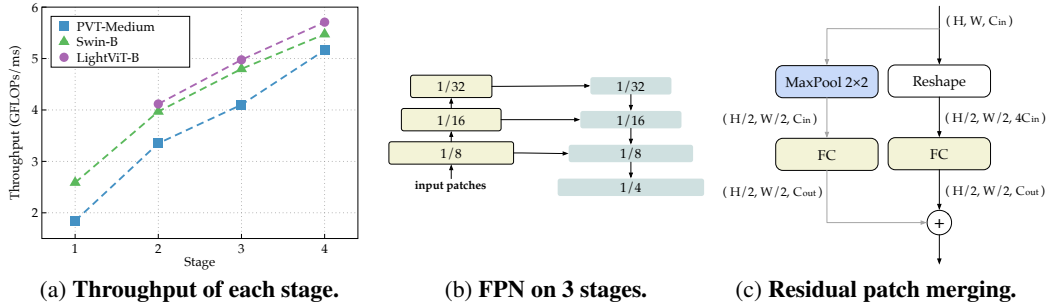 6
5
4
3
2
Throughput (GFLOPs/ms)
PVT-Medium
Swin-B
LightViT-B
1
2
3
4
Stage
(a) Throughput of each stage.
1/32
1/32
1/16
1/16
1/8
1/8
input patches
1/4
(b) FPN on 3 stages.
(H, W, Cin)
MaxPool 2×2
Reshape
(H/2, W/2, Cin)
(H/2, W/2, 4Cin)
FC
FC
(H/2, W/2, Cout)
(H/2, W/2, Cout)
+
(c) Residual patch merging.